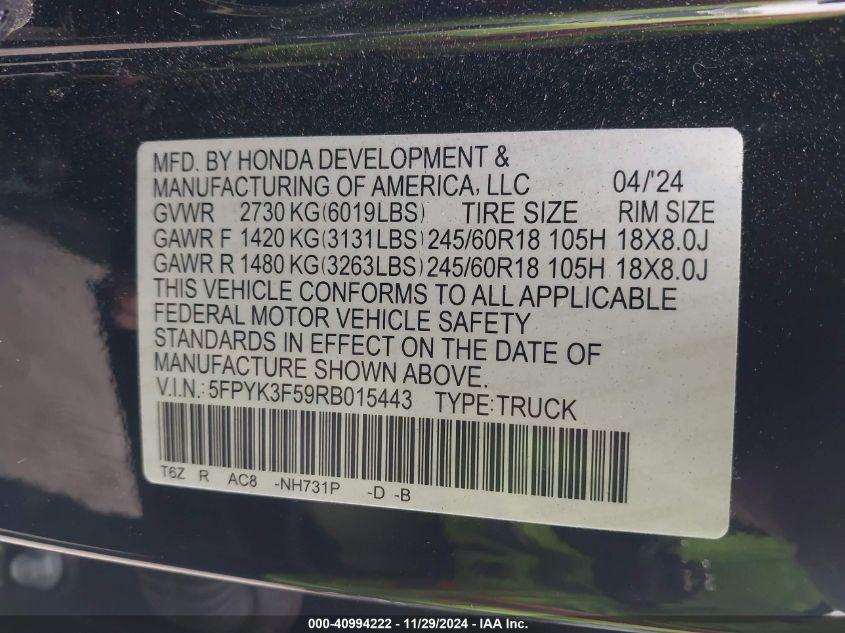 MFD. BY HONDA DEVELOPMENT &
MANUFACTURING OF AMERICA, LLC 04/'24
GVWR 2730 KG(6019LBS) TIRE SIZE RIM SIZE
GAWR F 1420 KG(3131LBS) 245/60R18 105H 18X8.0J
GAWR R 1480 KG(3263LBS) 245/60R18 105H 18X8.0J
THIS VEHICLE CONFORMS TO ALL APPLICABLE
FEDERAL MOTOR VEHICLE SAFETY
STANDARDS IN EFFECT ON THE DATE OF
MANUFACTURE SHOWN ABOVE.
V.I.N.: 5FPYK3F59RB015443 TYPE:TRUCK
T6Z R AC8 -NH731P -D -B
000-40994222 - 11/29/2024 - IAA Inc.